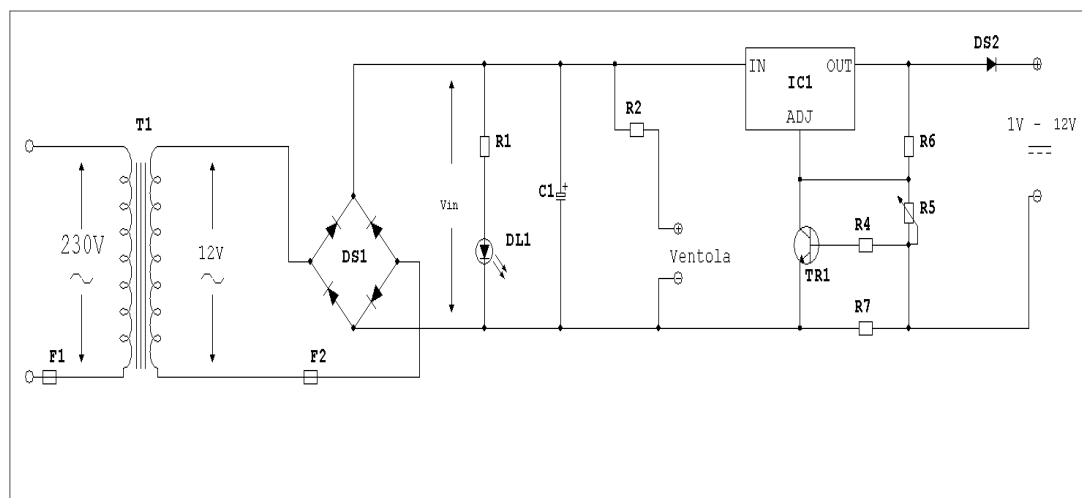 DS2
IN OUT
IC1
ADJ
R2
1V - 12V
T1
R1
R6
C1
+
Vin
R5
R4
230V
12V
DS1
DL1
Ventola
TR1
R7
F1
F2